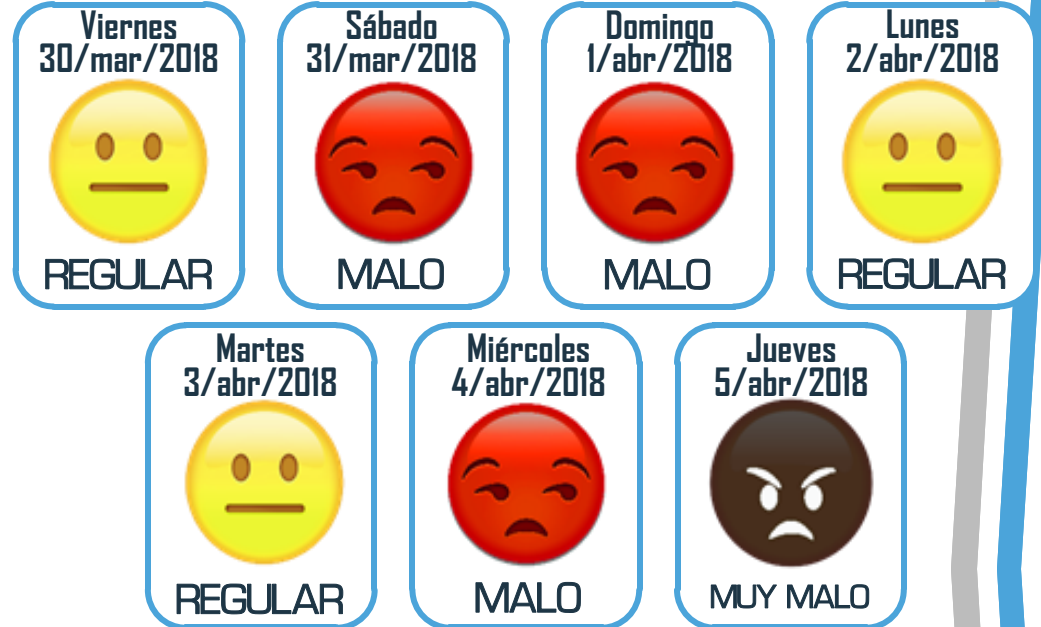 Viernes
30/mar/2018
REGULAR
Sábado
31/mar/2018
MALO
Domingo
1/abr/2018
MALO
Lunes
2/abr/2018
REGULAR
Martes
3/abr/2018
REGULAR
Miércoles
4/abr/2018
MALO
Jueves
5/abr/2018
MUY MALO